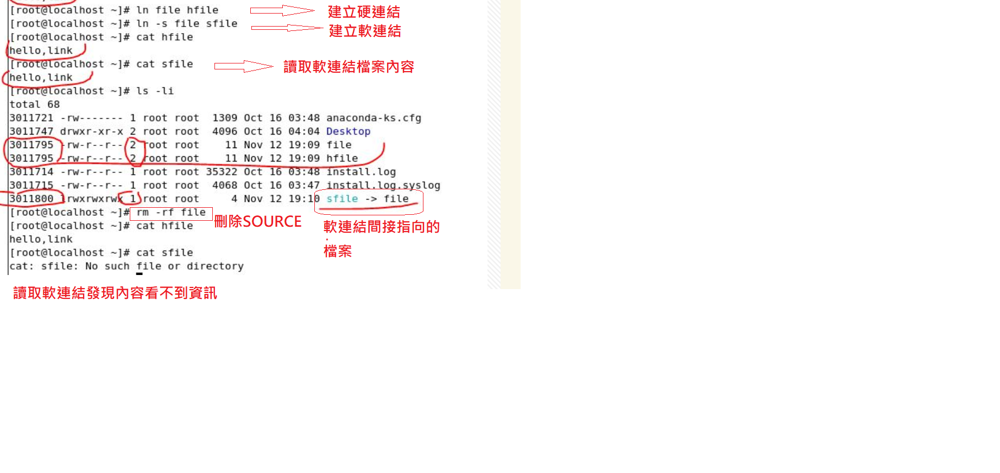 [root@localhost ~]# ln file hfile 建立硬連結
[root@localhost ~]# ln -s file sfile 建立軟連結
[root@localhost ~]# cat hfile
hello,link
[root@localhost ~]# cat sfile 讀取軟連結檔案內容
hello,link
[root@localhost ~]# ls -li
total 68
3011721 -rw------- 1 root root  1309 Oct 16 03:48 anaconda-ks.cfg
3011747 drwxr-xr-x 2 root root  4096 Oct 16 04:04 Desktop
3011795 -rw-r--r-- 2 root root    11 Nov 12 19:09 file
3011795 -rw-r--r-- 2 root root    11 Nov 12 19:09 hfile
3011714 -rw-r--r-- 1 root root 35322 Oct 16 03:48 install.log
3011715 -rw-r--r-- 1 root root  4068 Oct 16 03:47 install.log.syslog
3011800 lrwxrwxrwx 1 root root     4 Nov 12 19:10 sfile -> file
[root@localhost ~]# rm -rf file 刪除SOURCE
[root@localhost ~]# cat hfile 軟連結間接指向的
hello,link
檔案
[root@localhost ~]# cat sfile
cat: sfile: No such file or directory
讀取軟連結發現內容看不到資訊